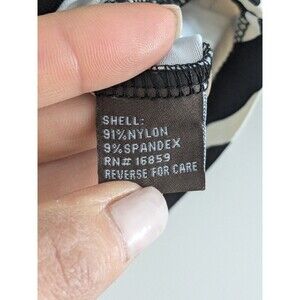 SHELL:
91%NYLON
9%SPANDEX
RN# 16859
REVERSE FOR CARE